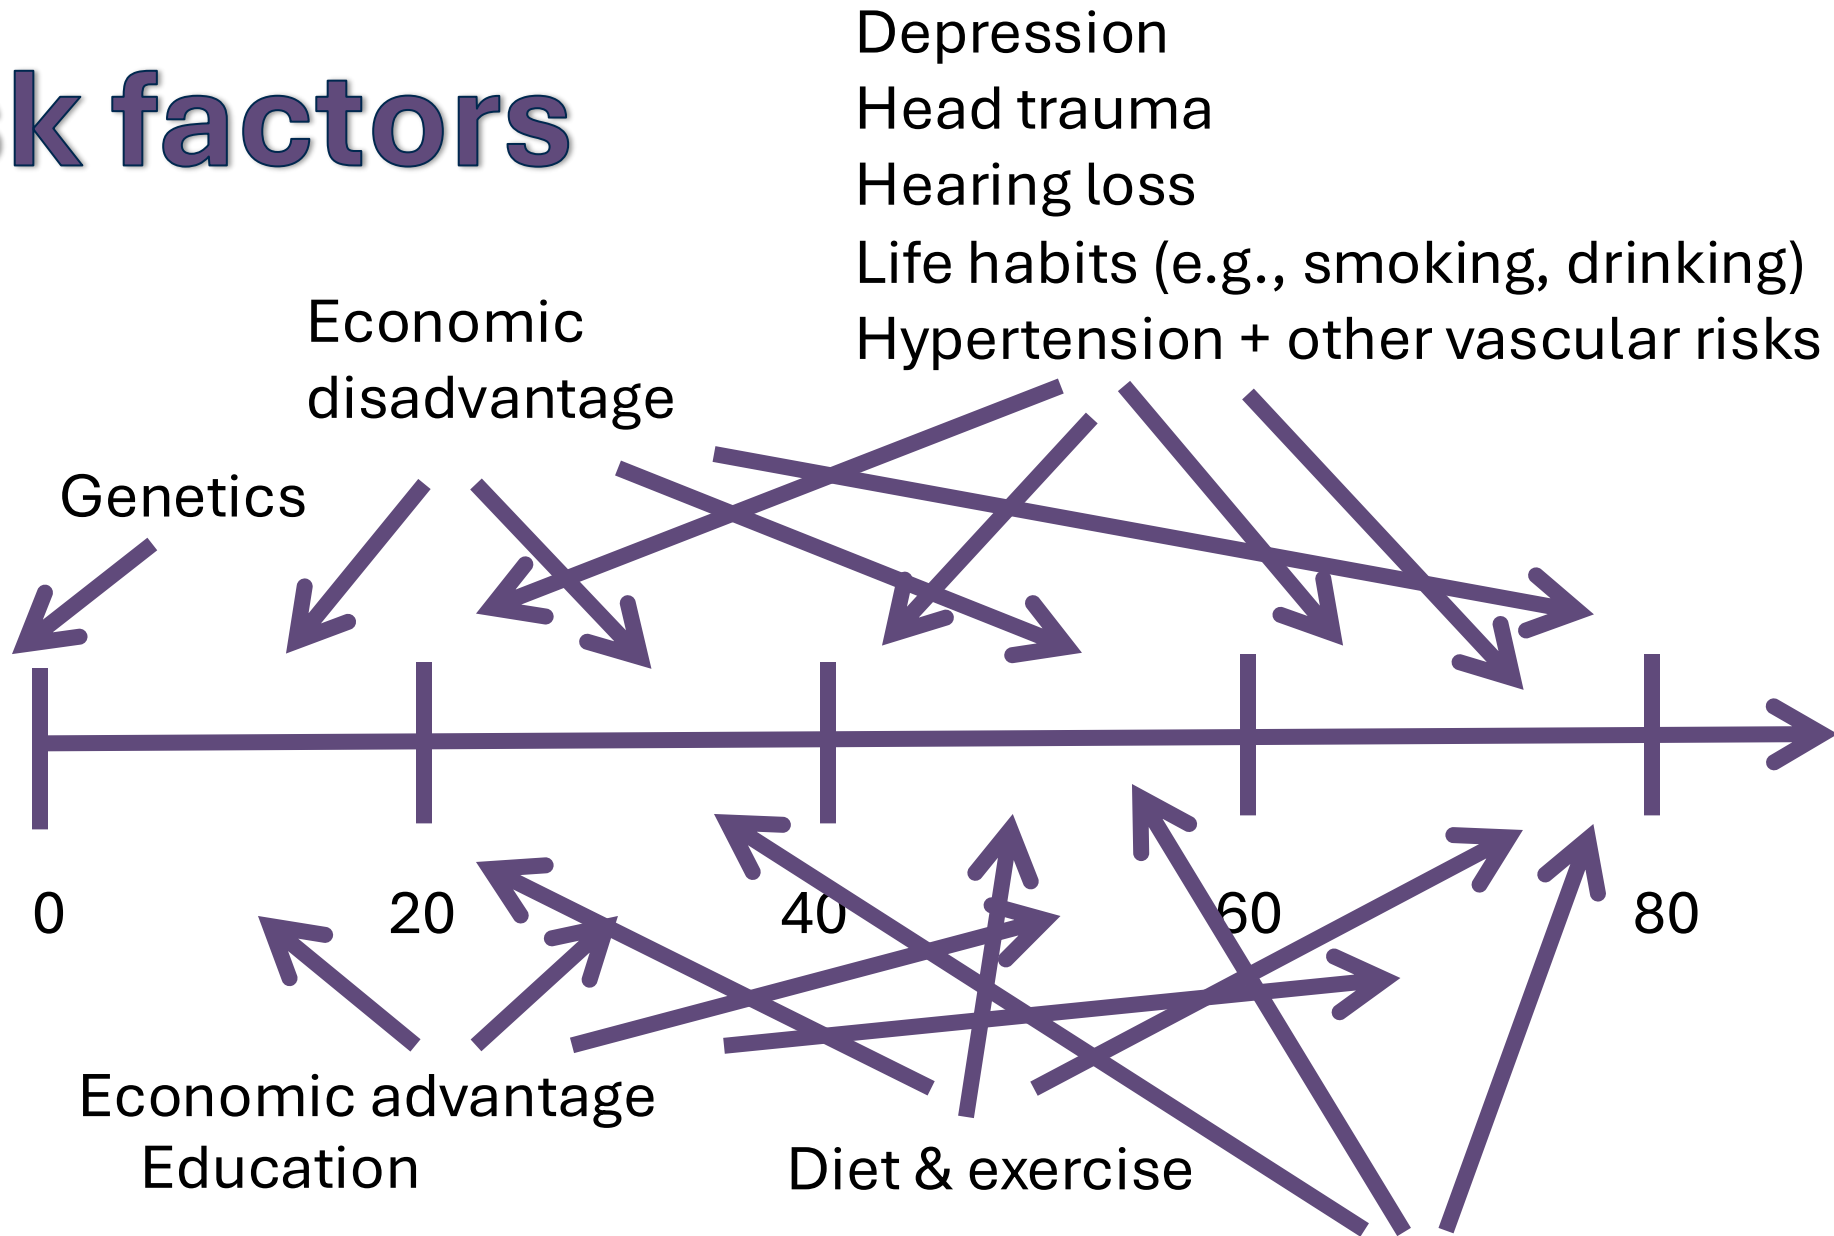 k factors
Depression
Head trauma
Hearing loss
Life habits (e.g., smoking, drinking)
Hypertension + other vascular risks
Economic
disadvantage
Genetics
0 20 40 60 80
Economic advantage
Education
Diet & exercise